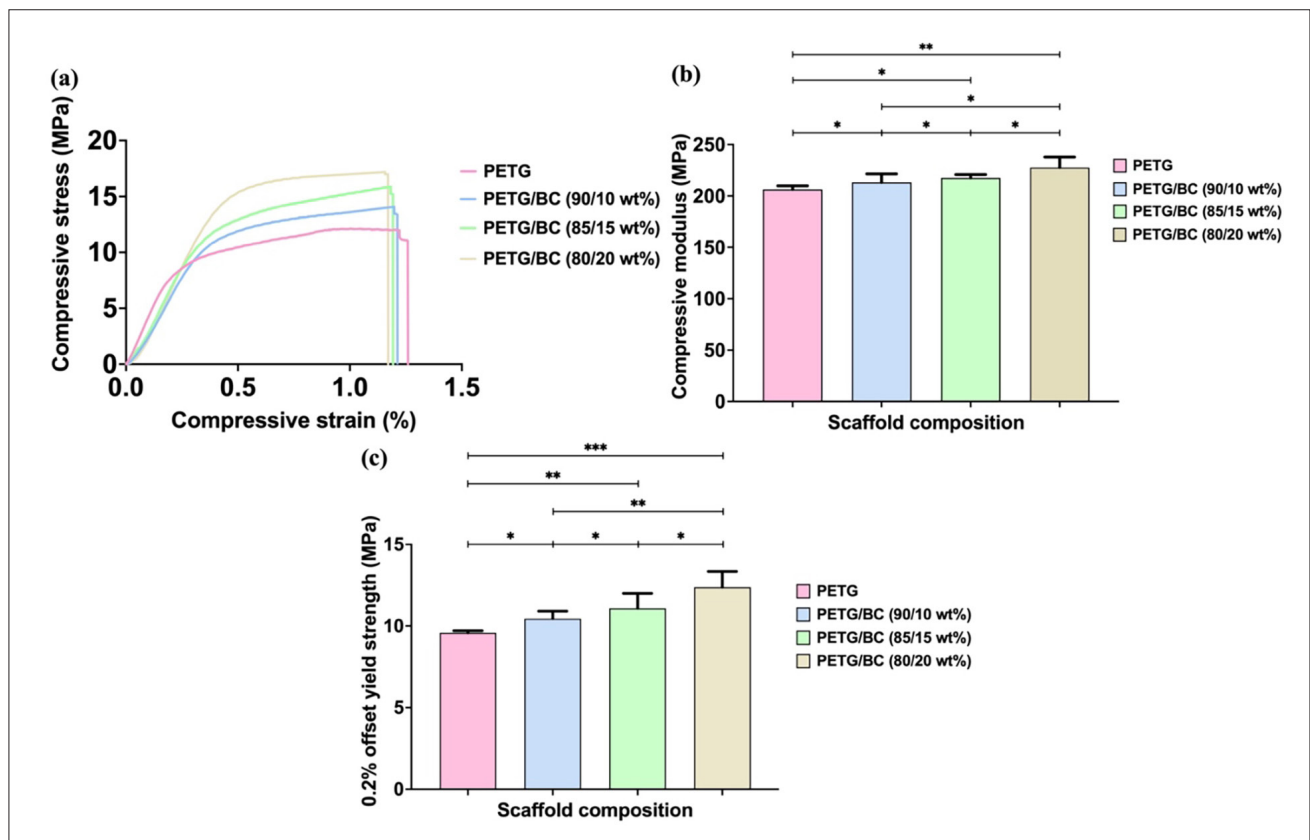 (a)
Compressive stress (MPa)
20
15
10
5
0
0.0
0.5
1.0
1.5
Compressive strain (%)
PETG
PETG/BC (90/10 wt%)
PETG/BC (85/15 wt%)
PETG/BC (80/20 wt%)
(b)
**
*
*
* * *
Compressive modulus (MPa)
250
200
150
100
50
0
Scaffold composition
PETG
PETG/BC (90/10 wt%)
PETG/BC (85/15 wt%)
PETG/BC (80/20 wt%)
(c)
***
**
**
* * *
0.2% offset yield strength (MPa)
15
10
5
0
Scaffold composition
PETG
PETG/BC (90/10 wt%)
PETG/BC (85/15 wt%)
PETG/BC (80/20 wt%)